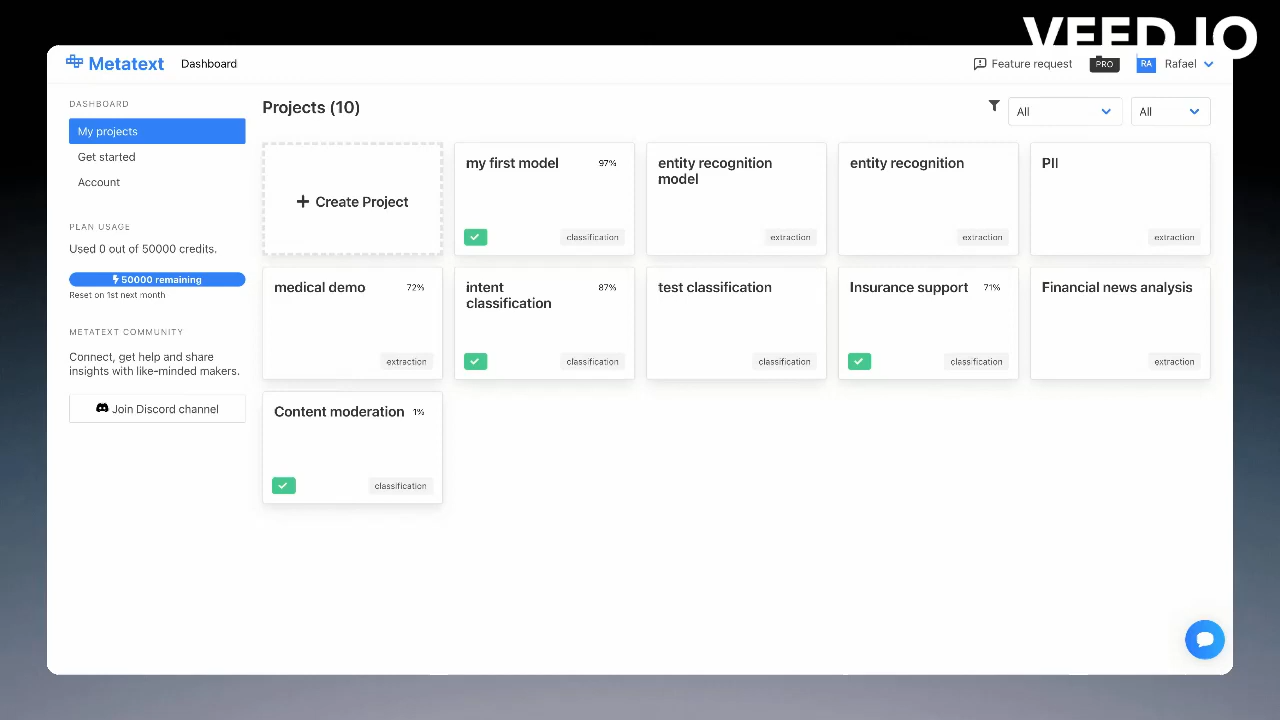 VEED.IO
Metatext
Dashboard
Feature request
PRO
RA
Rafael
DASHBOARD
My projects
Get started
Account
PLAN USAGE
Used 0 out of 50000 credits.
50000 remaining
Reset on 1st next month
METATEXT COMMUNITY
Connect, get help and share
insights with like-minded makers.
Join Discord channel
Projects (10)
All
All
Create Project
my first model
97%
classification
entity recognition
model
extraction
entity recognition
extraction
PII
extraction
medical demo
72%
extraction
intent
classification
87%
classification
test classification
classification
Insurance support
71%
classification
Financial news analysis
extraction
Content moderation
1%
classification